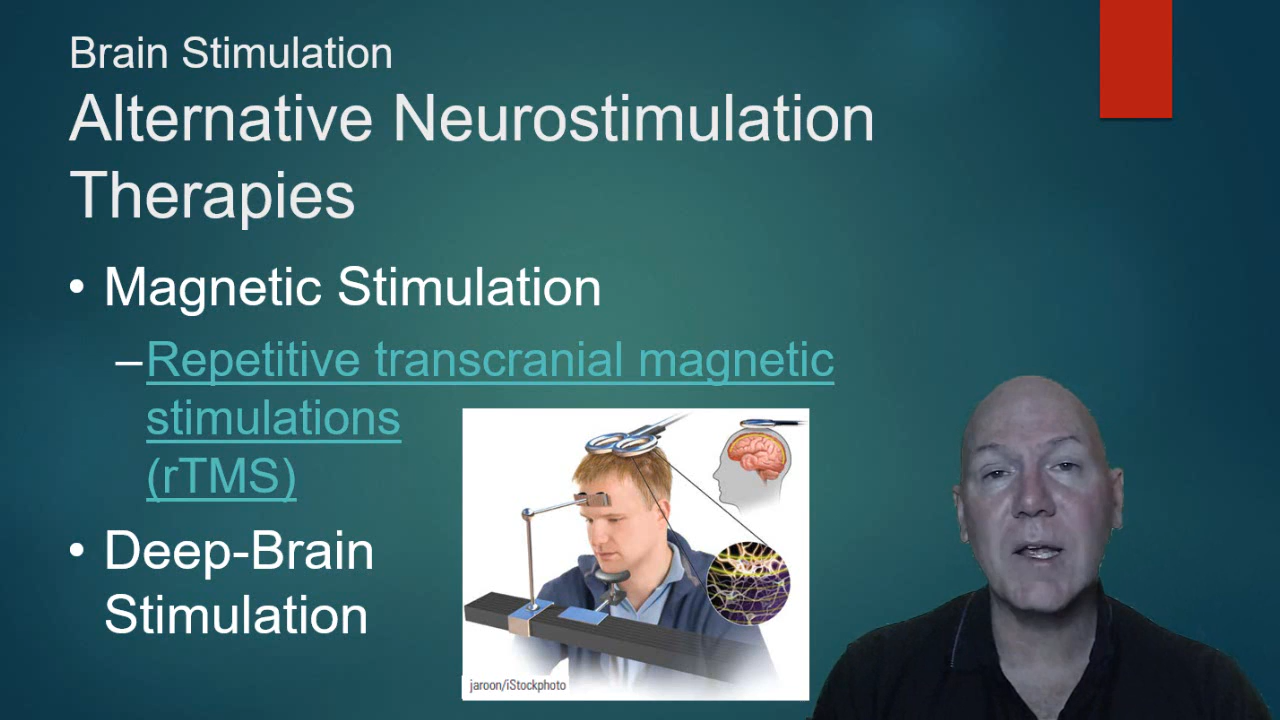 Brain Stimulation
Alternative Neurostimulation
Therapies
• Magnetic Stimulation
–Repetitive transcranial magnetic
stimulations
(rTMS)
• Deep-Brain
Stimulation
jaroon/iStockphoto